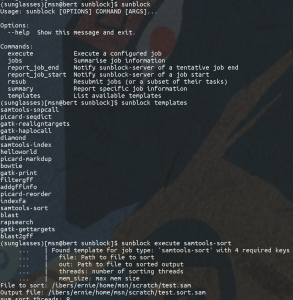 (sunglasses)[msn@bert sunblock]$ sunblock
Usage: sunblock [OPTIONS] COMMAND [ARGS]...
Options:
--help  Show this message and exit.
Commands:
execute           Execute a configured job
jobs              Summarise job information
report_job_end    Notify sunblock-server of a tentative job end
report_job_start  Notify sunblock-server of a job start
resub             Resubmit jobs (or a subset of their tasks)
summary           Report specific job information
templates         List available templates
(sunglasses)[msn@bert sunblock]$ sunblock templates
samtools-snpcall
picard-seqdict
gatk-realigntargets
gatk-haplocall
diamond
samtools-index
helloworld
picard-markdup
bowtie
gatk-print
filtergff
addgffinfo
picard-reorder
indexfa
samtools-sort
blast
rapsearch
blast2gff
gatk-gettargets
(sunglasses)[msn@bert sunblock]$ sunblock execute samtools-sort
...    | Found template for job type: 'samtools-sort' with 4 required keys
...    |   file: Path to file to sort
...    |   out: Path to file to sorted output
...    |   threads: number of sorting threads
...    |   mem_size: max mem size
File to sort: /ibers/ernie/home/msn/scratch/test.sam
Output file: /ibers/ernie/home/msn/scratch/test.sort.sam